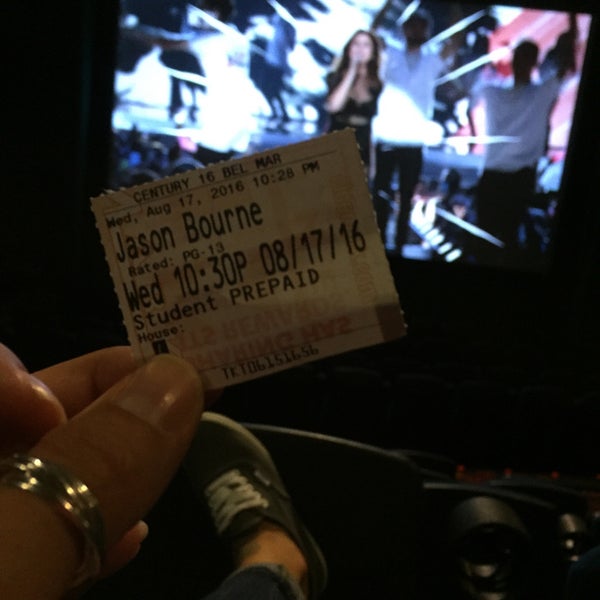 CENTURY 16 BEL MAR
Wed, Aug 17, 2016 10:28 PM
Jason Bourne
Rated: PG-13
Wed 10:30P 08/17/16
Student PREPAID
House:
TKT06151656